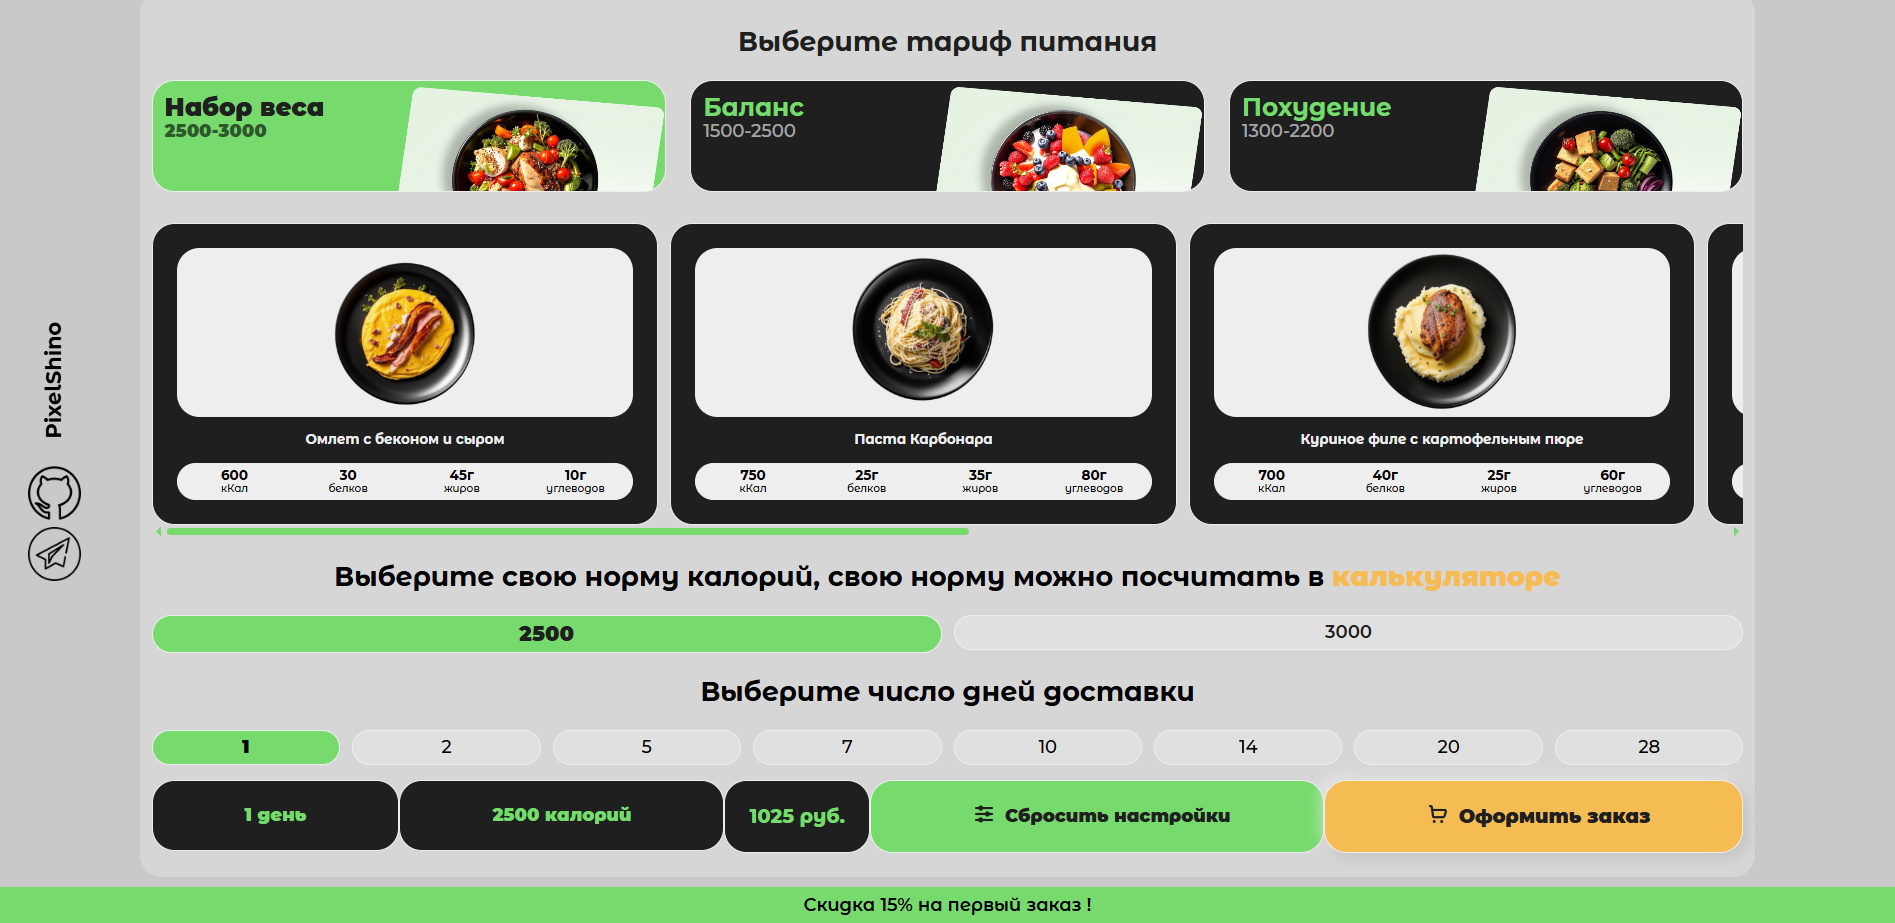 Выберите тариф питания
Набор веса
2500-3000
Баланс
1500-2500
Похудение
1300-2200
Омлет с беконом и сыром
600 30 45г 10г
кКал белков жиров углеводов
Паста Карбонара
750 25г 35г 80г
кКал белков жиров углеводов
Куриное филе с картофельным пюре
700 40г 25г 60г
кКал белков жиров углеводов
PixelShino
Выберите свою норму калорий, свою норму можно посчитать в калькуляторе
2500 3000
Выберите число дней доставки
1 2 5 7 10 14 20 28
1 день 2500 калорий 1025 руб. Сбросить настройки Оформить заказ
Скидка 15% на первый заказ !